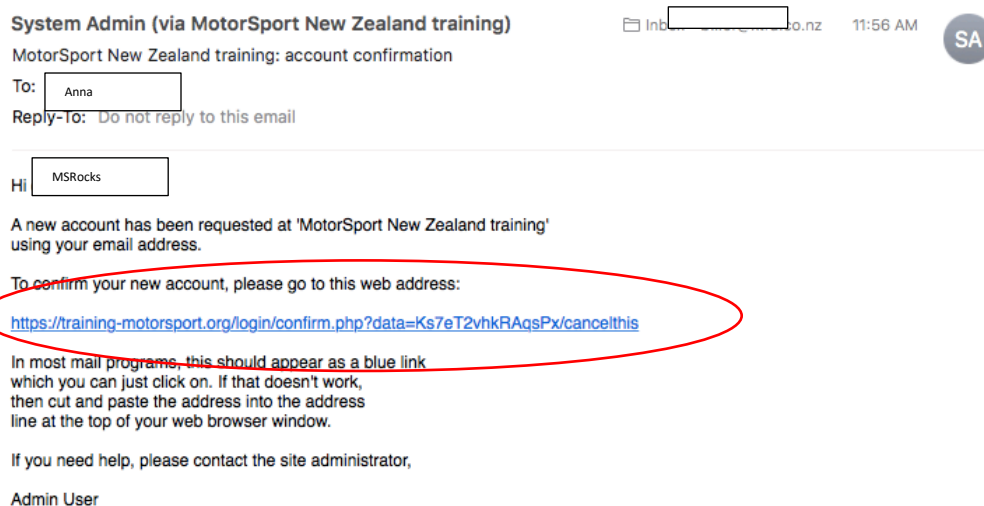 System Admin (via MotorSport New Zealand training)
Inb co.nz 11:56 AM
SA
MotorSport New Zealand training: account confirmation
To: Anna
Reply-To: Do not reply to this email
Hi MSRocks
A new account has been requested at 'MotorSport New Zealand training'
using your email address.
To confirm your new account, please go to this web address:
https://training-motorsport.org/login/confirm.php?data=Ks7eT2vhkRAqsPx/cancelthis
In most mail programs, this should appear as a blue link
which you can just click on. If that doesn't work,
then cut and paste the address into the address
line at the top of your web browser window.
If you need help, please contact the site administrator,
Admin User